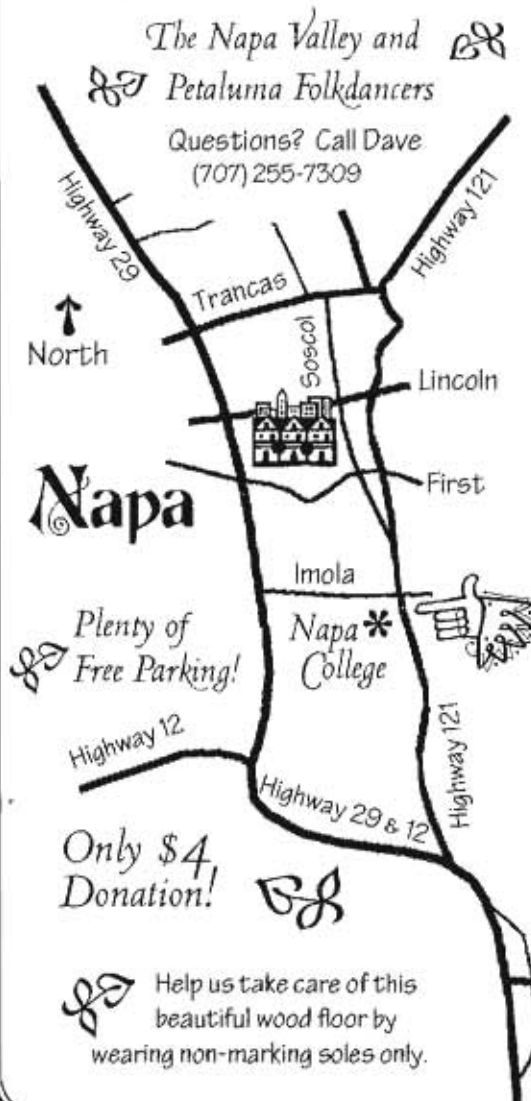 The Napa Valley and
Petaluma Folkdancers
Questions? Call Dave
(707) 255-7309
Highway 29
Highway 121
Trancas
North
Soscol
Lincoln
Napa
First
Imola
Plenty of
Free Parking!
Napa
College
Highway 12
Highway 121
Highway 29 & 12
Only $4
Donation!
Help us take care of this
beautiful wood floor by
wearing non-marking soles only.